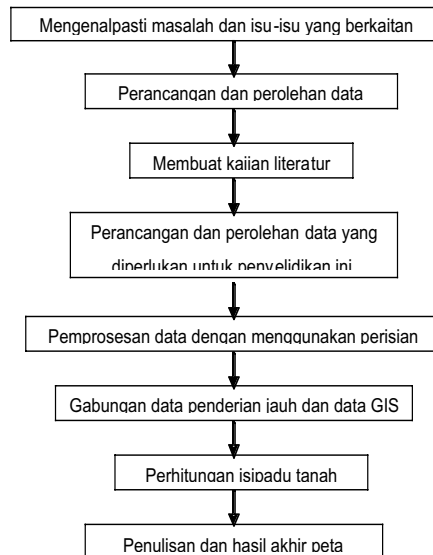 Mengenalpasti masalah dan isu-isu yang berkaitan
Perancangan dan perolehan data
Membuat kajian literatur
Perancangan dan perolehan data yang
diperlukan untuk penyelidikan ini
Pemprosesan data dengan menggunakan perisian
Gabungan data penderian jauh dan data GIS
Perhitungan isipadu tanah
Penulisan dan hasil akhir peta